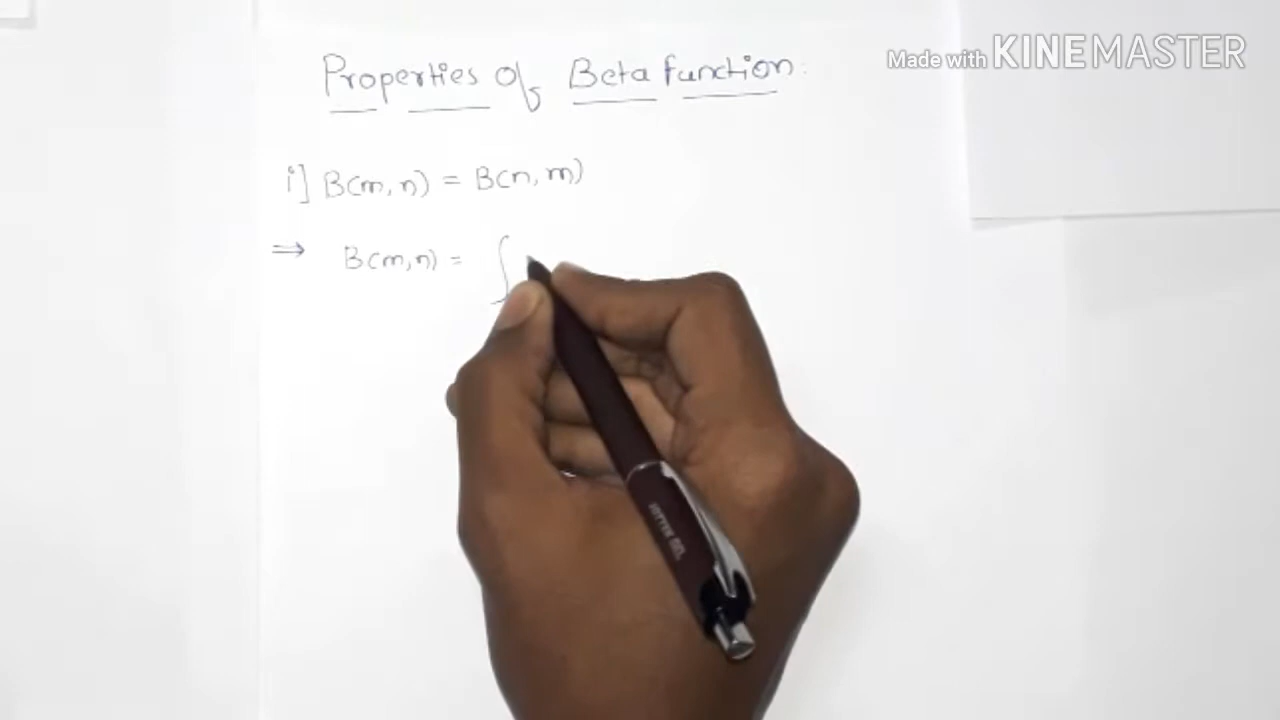 Made with KINEMASTER
Properties of Beta function:
i] B(m, n) = B(n, m)
⇒ B(m, n) = ∫